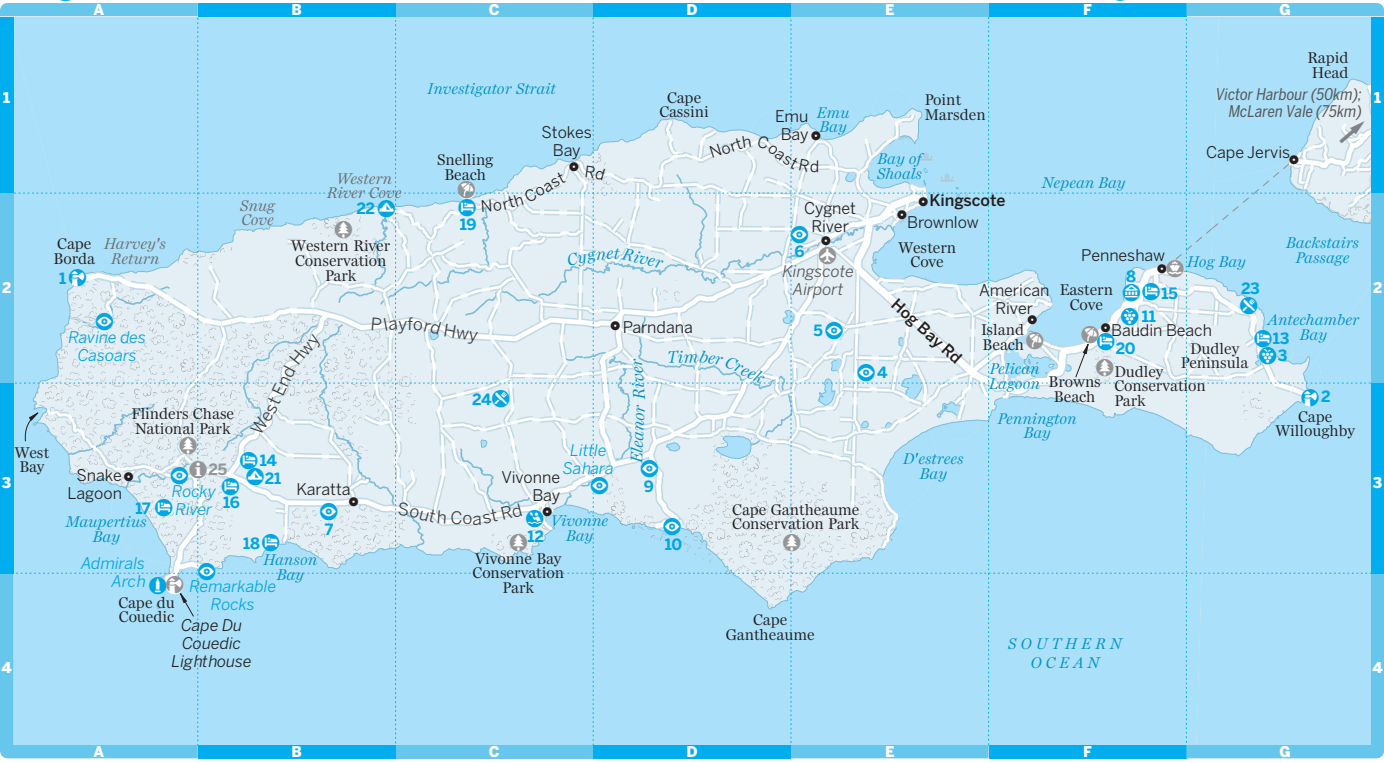 A B C D E F G
1
Investigator Strait
Cape
Cassini
Emu
Bay
Emu
Bay
Point
Marsden
Rapid
Head
Victor Harbour (50km);
McLaren Vale (75km)
1
Stokes
Bay
North Coast Rd
Bay of
Shoals
Cape Jervis
Snelling
Beach
North Coast Rd
Western
River Cove
22
19
Snug
Cove
Nepean Bay
Kingscote
Brownlow
Cygnet
River
6
Western
Cove
Kingscote
Airport
Western River
Conservation
Park
Cape
Borda
1
Harvey's
Return
Cygnet River
Backstairs
Passage
Penneshaw
Hog Bay
2
8
15
11
23
2
American
River
Eastern
Cove
Ravine des
Casoars
Playford Hwy
Parndana
5
Hog Bay Rd
Island
Beach
Baudin Beach
20
Antechamber
Bay
13
3
Dudley
Peninsula
Timber Creek
4
Pelican
Lagoon
Browns
Beach
Dudley
Conservation
Park
2
Cape
Willoughby
West End Hwy
24
Eleanor River
Flinders Chase
National Park
Pennington
Bay
West
Bay
Snake
Lagoon
25
14
21
16
Rocky
River
17
Little
Sahara
9
D'estrees
Bay
3
3
Karatta
7
Vivonne
Bay
South Coast Rd
12
Vivonne
Bay
10
Cape Gantheaume
Conservation Park
Maupertius
Bay
18
Hanson
Bay
Vivonne Bay
Conservation
Park
Admirals
Arch
Remarkable
Rocks
Cape du
Couedic
Cape Du
Couedic
Lighthouse
Cape
Gantheaume
SOUTHERN
OCEAN
4
4
A B C D E F G